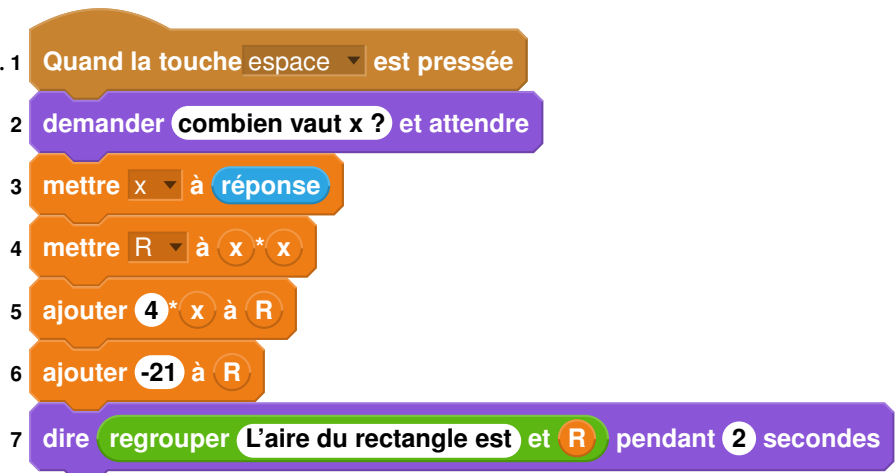 . 1 Quand la touche espace est pressée
2 demander combien vaut x ? et attendre
3 mettre x à réponse
4 mettre R à x * x
5 ajouter 4 * x à R
6 ajouter -21 à R
7 dire regrouper L'aire du rectangle est et R pendant 2 secondes